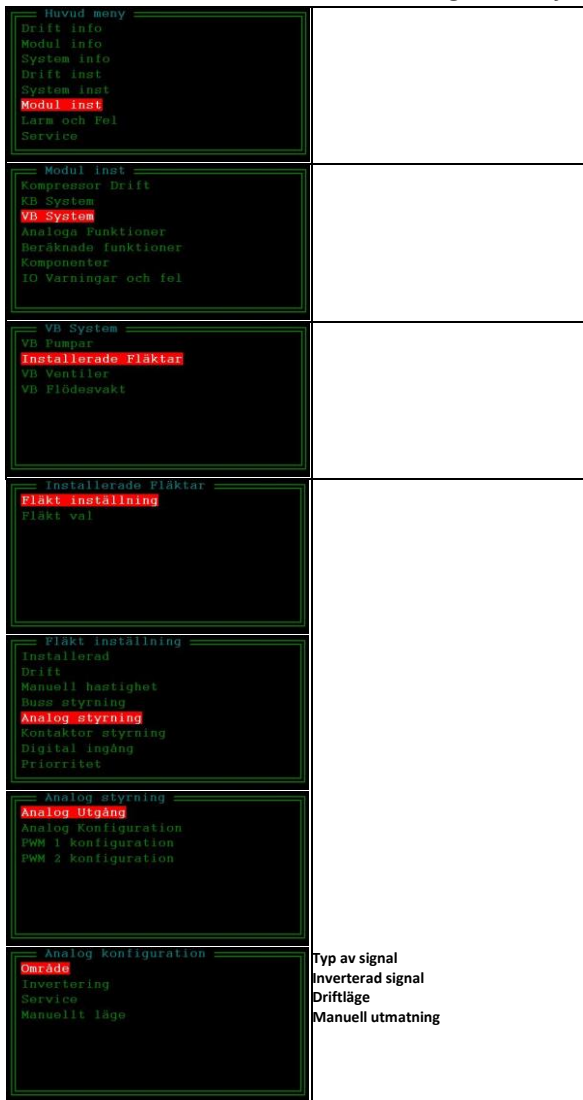 Huvud meny
Drift info
Modul info
System info
Drift inst
System inst
Modul inst
Larm och Fel
Service
Modul inst
Kompressor Drift
KB System
VB System
Analoga Funktioner
Beräknade funktioner
Komponenter
IO Varningar och fel
VB System
VB Pumpar
Installerade Fläktar
VB Ventiler
VB Flödesvakt
Installerade Fläktar
Fläkt inställning
Fläkt val
Fläkt inställning
Installerad
Drift
Manuell hastighet
Buss styrning
Analog styrning
Kontaktor styrning
Digital ingång
Priorritet
Analog styrning
Analog Utgång
Analog Konfiguration
PWM 1 konfiguration
PWM 2 konfiguration
Analog konfiguration
Område
Invertering
Service
Manuellt läge
Typ av signal
Inverterad signal
Driftläge
Manuell utmatning